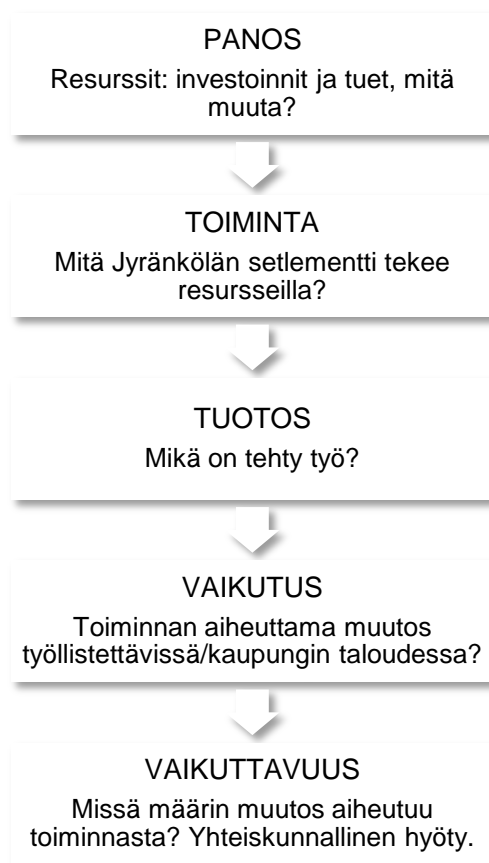 PANOS
Resurssit: investoinnit ja tuet, mitä
muuta?
TOIMINTA
Mitä Jyränkölän setlementti tekee
resursseilla?
TUOTOS
Mikä on tehty työ?
VAIKUTUS
Toiminnan aiheuttama muutos
työllistettävissä/kaupungin taloudessa?
VAIKUTTAVUUS
Missä määrin muutos aiheutuu
toiminnasta? Yhteiskunnallinen hyöty.